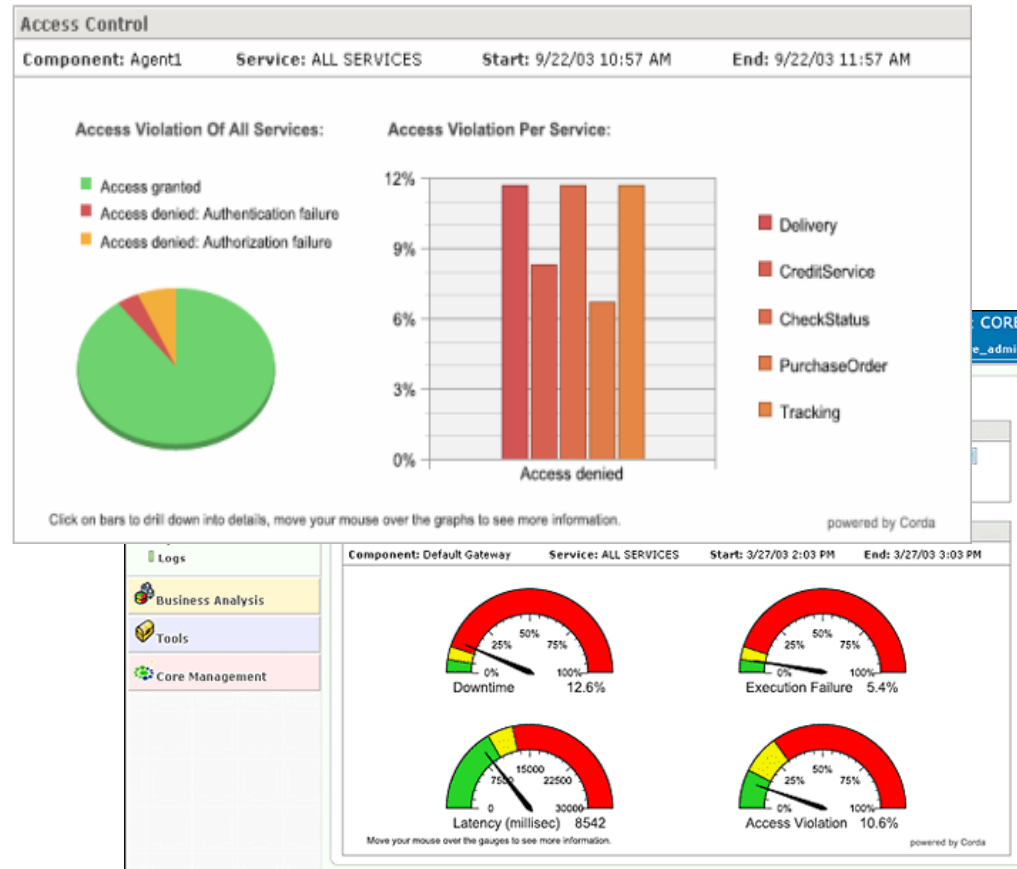 Access Control
Component: Agent1 Service: ALL SERVICES Start: 9/22/03 10:57 AM End: 9/22/03 11:57 AM
Access Violation Of All Services:
Access granted
Access denied: Authentication failure
Access denied: Authorization failure
Access Violation Per Service:
12%
9%
6%
3%
0%
Access denied
Delivery
CreditService
CheckStatus
PurchaseOrder
Tracking
Click on bars to drill down into details, move your mouse over the graphs to see more information.
powered by Corda
Logs
Business Analysis
Tools
Core Management
Component: Default Gateway Service: ALL SERVICES Start: 3/27/03 2:03 PM End: 3/27/03 3:03 PM
0% 25% 50% 75% 100%
Downtime 12.6%
0% 25% 50% 75% 100%
Execution Failure 5.4%
0 7500 15000 22500 30000
Latency (millisec) 8542
0% 25% 50% 75% 100%
Access Violation 10.6%
Move your mouse over the gauges to see more information.
powered by Corda